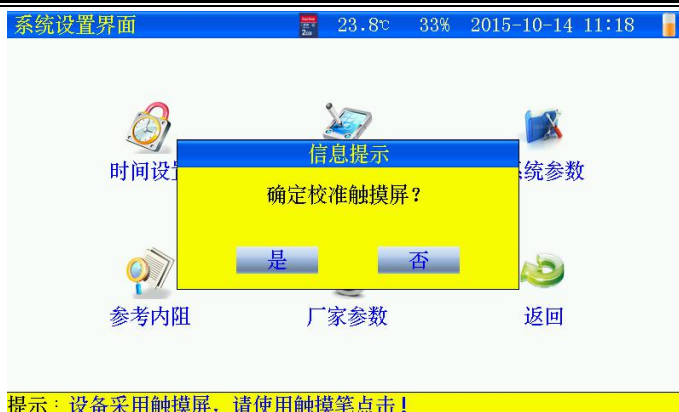 系统设置界面 23.8℃ 33% 2015-10-14 11:18
信息提示
时间设
统参数
确定校准触摸屏?
是 否
参考内阻 厂家参数 返回
提示:设备采用触摸屏,请使用触摸笔点击!